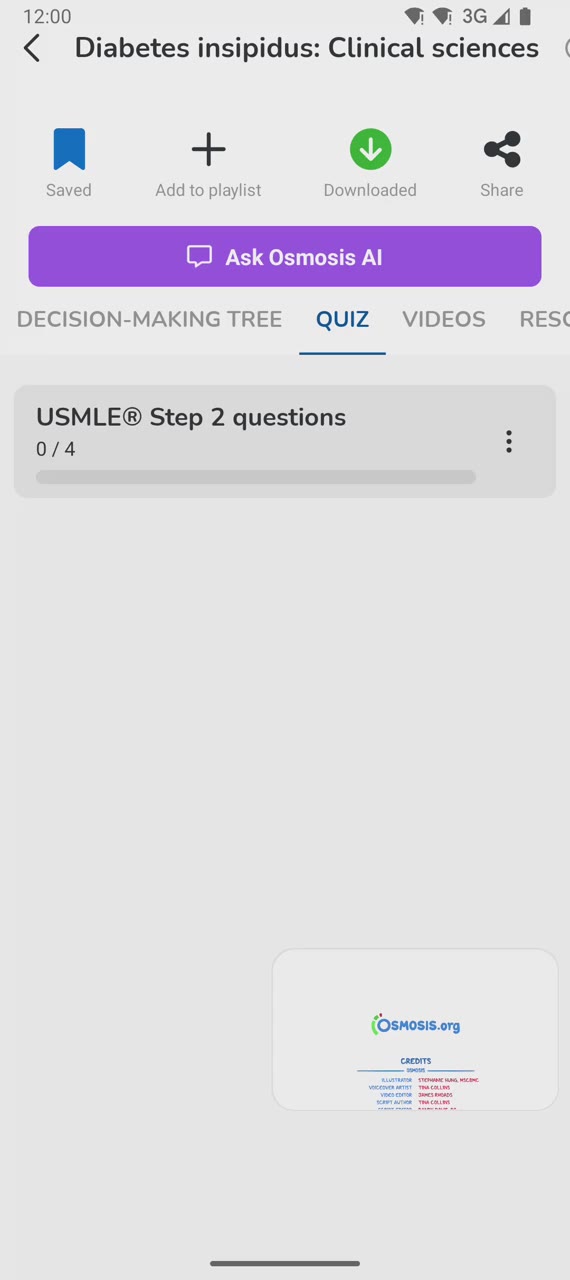 12:00
3G
Diabetes insipidus: Clinical sciences
Saved
Add to playlist
Downloaded
Share
Ask Osmosis AI
DECISION-MAKING TREE
QUIZ
VIDEOS
RESC
USMLE® Step 2 questions
0 / 4
OSMOSIS.org
CREDITS
OSMOSIS
ILLUSTRATOR STEPHANIE HUNG, MSCBMC
VOICEOVER ARTIST TINA COLLINS
VIDEO EDITOR JAMES RHOADS
SCRIPT AUTHOR TINA COLLINS